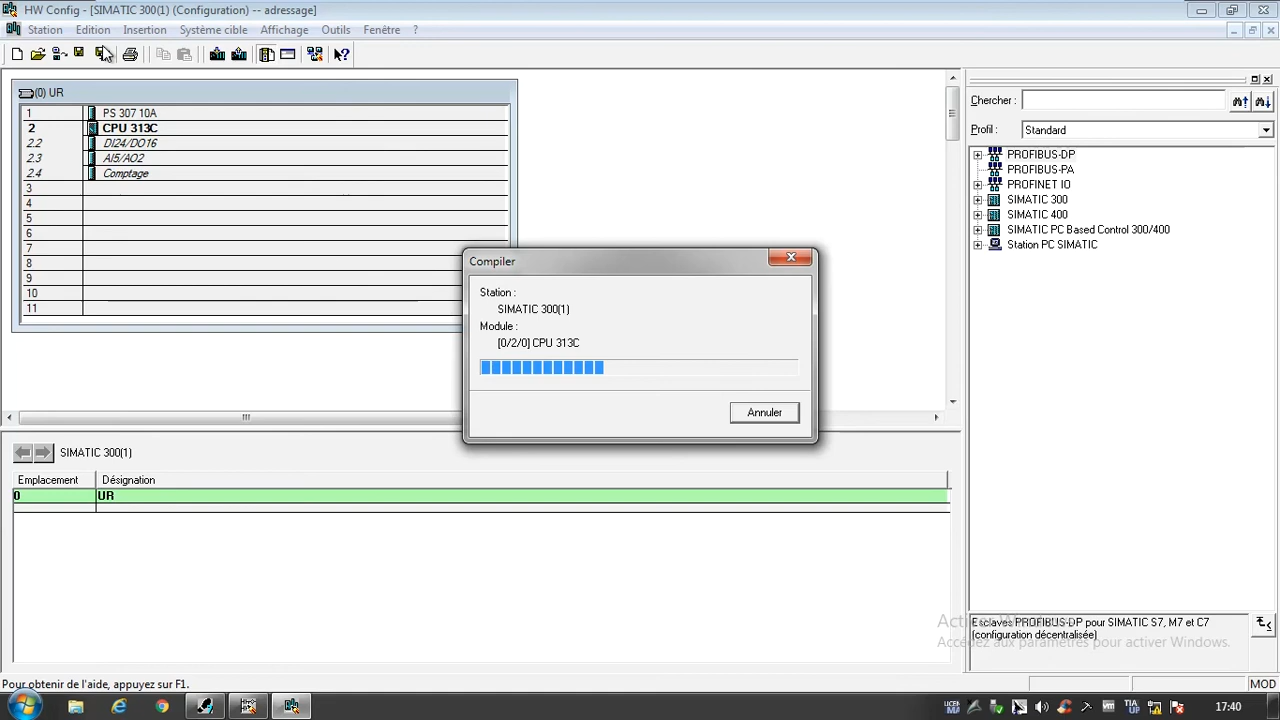 HW Config - [SIMATIC 300(1) (Configuration) -- adressage]
Station Edition Insertion Système cible Affichage Outils Fenêtre ?
(0) UR
1 PS 307 10A
2 CPU 313C
2.2 DI24/DO16
2.3 AI5/AO2
2.4 Comptage
3
4
5
6
7
8
9
10
11
Compiler
Station :
SIMATIC 300(1)
Module :
[0/2/0] CPU 313C
Annuler
SIMATIC 300(1)
Emplacement Désignation
0 UR
Chercher :
Profil : Standard
PROFIBUS-DP
PROFIBUS-PA
PROFINET IO
SIMATIC 300
SIMATIC 400
SIMATIC PC Based Control 300/400
Station PC SIMATIC
Esclaves PROFIBUS-DP pour SIMATIC S7, M7 et C7
(configuration décentralisée)
Accédez aux paramètres pour activer Windows.
Pour obtenir de l'aide, appuyez sur F1.
MOD
17:40